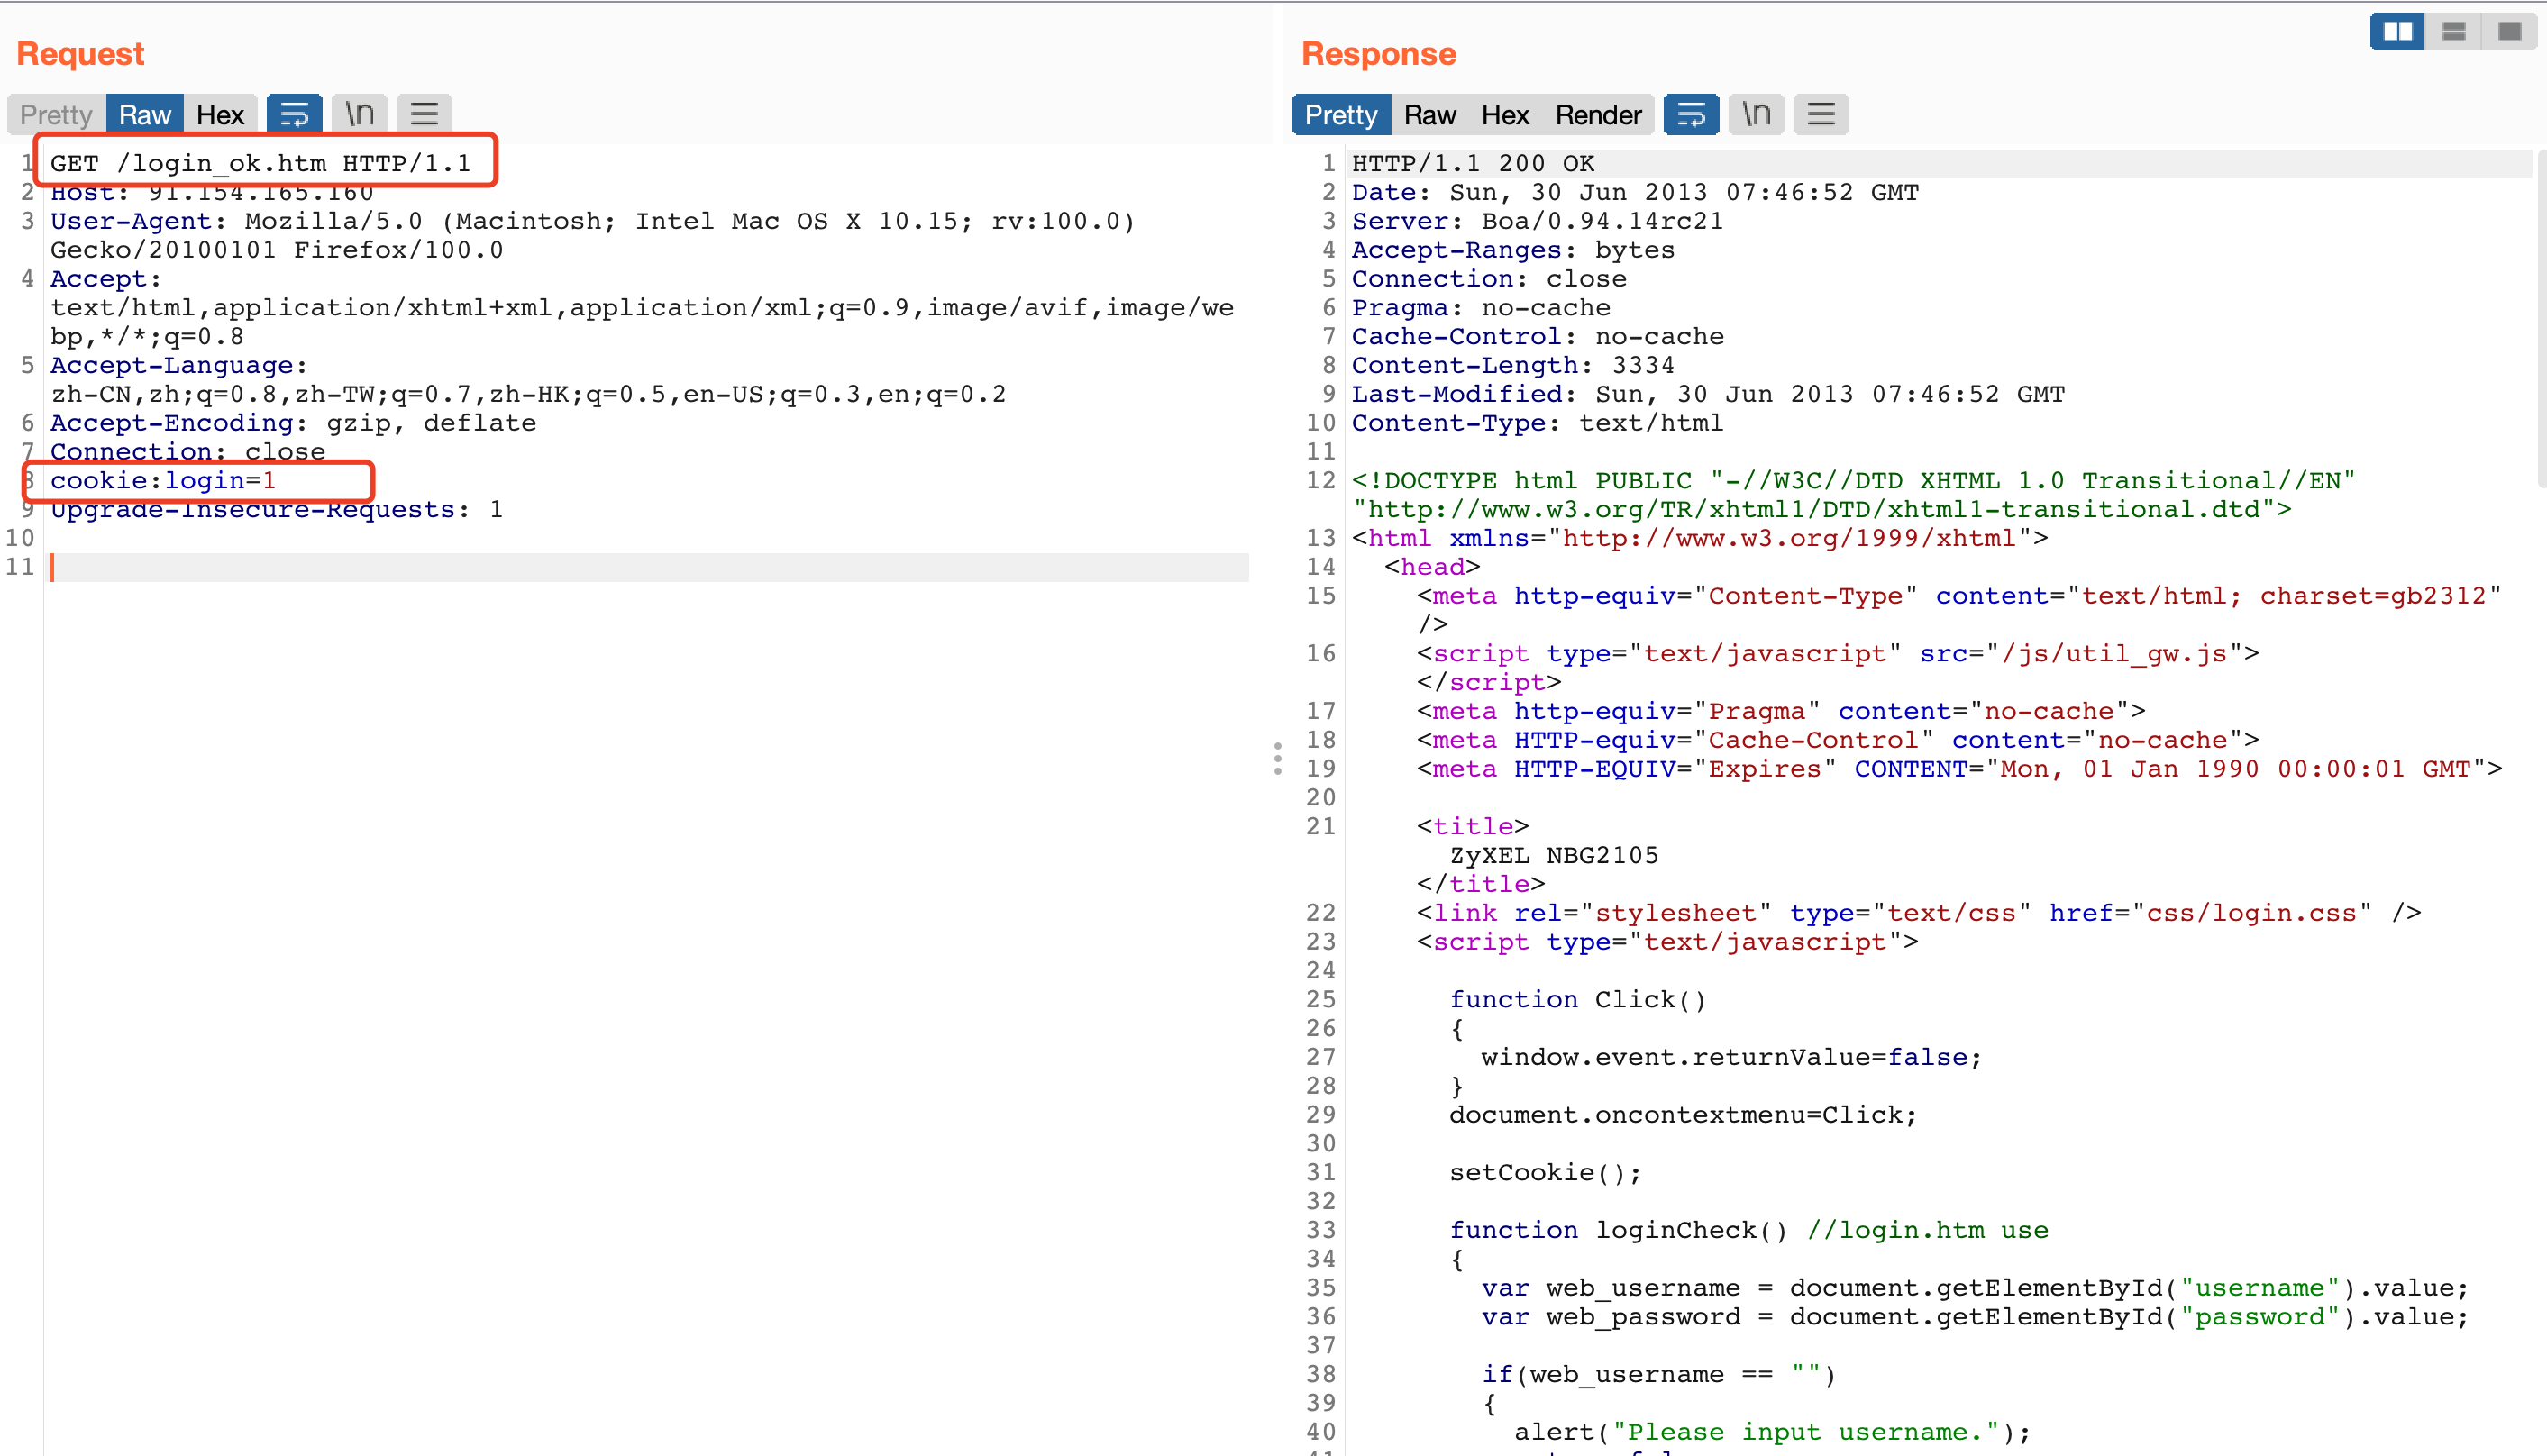 Request
Pretty Raw Hex \n
1 GET /login_ok.htm HTTP/1.1
2 Host: 91.154.165.160
3 User-Agent: Mozilla/5.0 (Macintosh; Intel Mac OS X 10.15; rv:100.0)
Gecko/20100101 Firefox/100.0
4 Accept:
text/html,application/xhtml+xml,application/xml;q=0.9,image/avif,image/we
bp,*/*;q=0.8
5 Accept-Language:
zh-CN,zh;q=0.8,zh-TW;q=0.7,zh-HK;q=0.5,en-US;q=0.3,en;q=0.2
6 Accept-Encoding: gzip, deflate
7 Connection: close
8 cookie:login=1
9 Upgrade-Insecure-Requests: 1
10
11
Response
Pretty Raw Hex Render \n
1 HTTP/1.1 200 OK
2 Date: Sun, 30 Jun 2013 07:46:52 GMT
3 Server: Boa/0.94.14rc21
4 Accept-Ranges: bytes
5 Connection: close
6 Pragma: no-cache
7 Cache-Control: no-cache
8 Content-Length: 3334
9 Last-Modified: Sun, 30 Jun 2013 07:46:52 GMT
10 Content-Type: text/html
11
12 <!DOCTYPE html PUBLIC "-//W3C//DTD XHTML 1.0 Transitional//EN"
"http://www.w3.org/TR/xhtml1/DTD/xhtml1-transitional.dtd">
13 <html xmlns="http://www.w3.org/1999/xhtml">
14 <head>
15 <meta http-equiv="Content-Type" content="text/html; charset=gb2312"
/>
16 <script type="text/javascript" src="/js/util_gw.js">
</script>
17 <meta http-equiv="Pragma" content="no-cache">
18 <meta HTTP-equiv="Cache-Control" content="no-cache">
19 <meta HTTP-EQUIV="Expires" CONTENT="Mon, 01 Jan 1990 00:00:01 GMT">
20
21 <title>
ZyXEL NBG2105
</title>
22 <link rel="stylesheet" type="text/css" href="css/login.css" />
23 <script type="text/javascript">
24
25 function Click()
26 {
27 window.event.returnValue=false;
28 }
29 document.oncontextmenu=Click;
30
31 setCookie();
32
33 function loginCheck() //login.htm use
34 {
35 var web_username = document.getElementById("username").value;
36 var web_password = document.getElementById("password").value;
37
38 if(web_username == "")
39 {
40 alert("Please input username.");